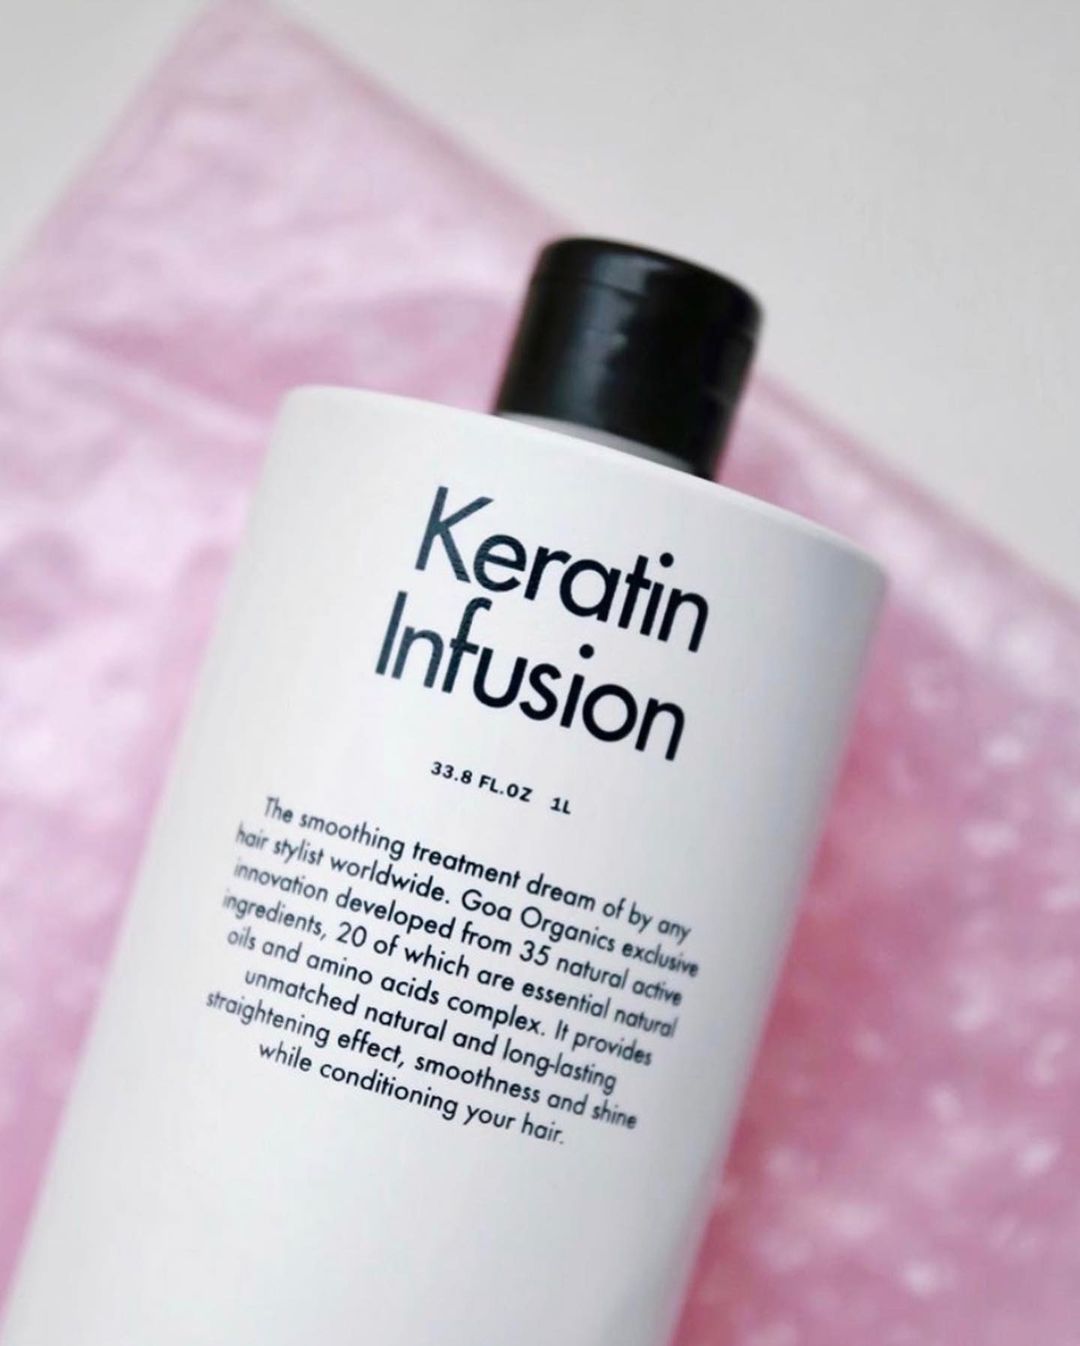 Keratin
Infusion
33.8 FL.OZ 1L
The smoothing treatment dream of by any
hair stylist worldwide. Goa Organics exclusive
innovation developed from 35 natural active
ingredients, 20 of which are essential natural
oils and amino acids complex. It provides
unmatched natural and long-lasting
straightening effect, smoothness and shine
while conditioning your hair.